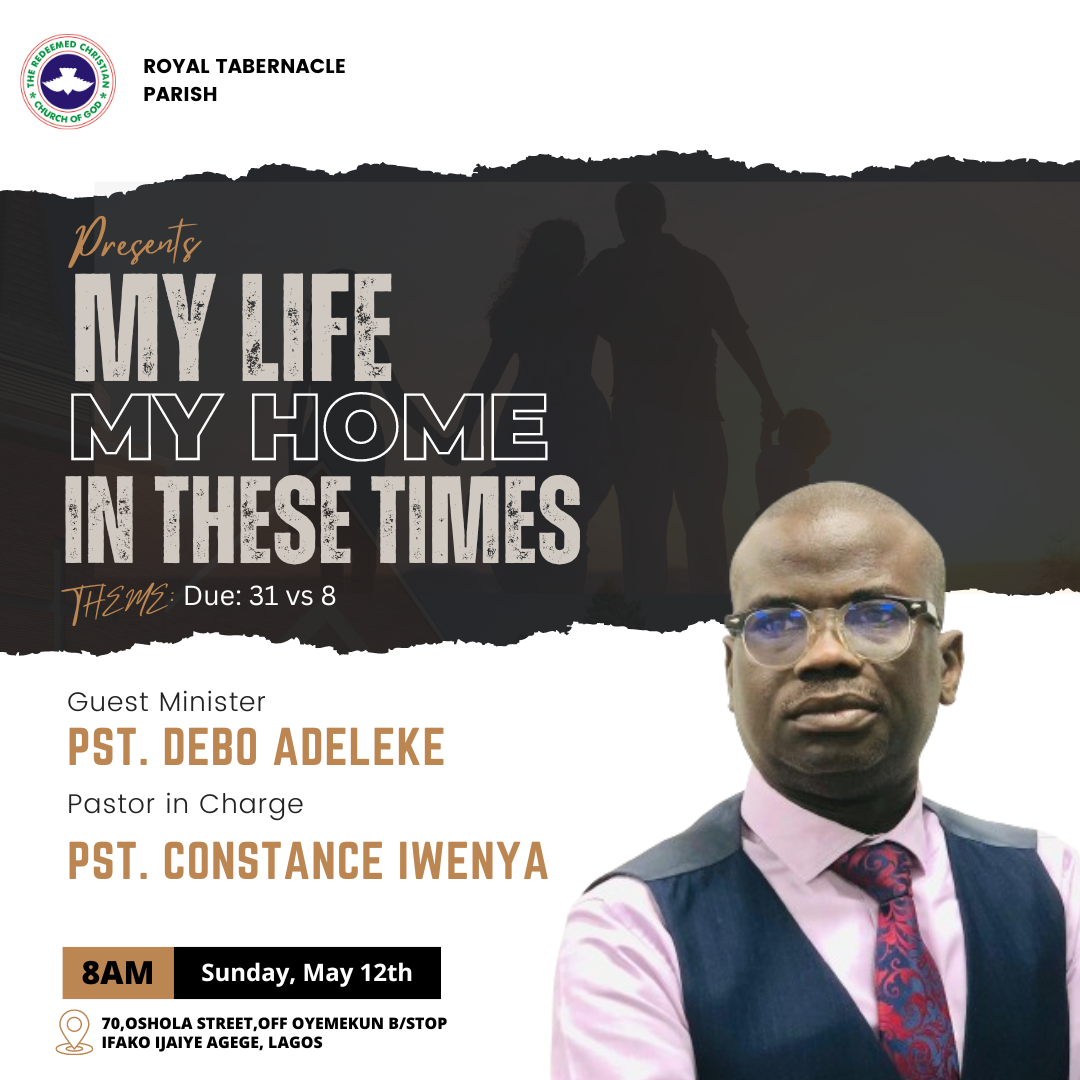 THE REDEEMED CHRISTIAN
CHURCH OF GOD
ROYAL TABERNACLE
PARISH
Presents
MY LIFE
MY HOME
IN THESE TIMES
THEME: Due: 31 vs 8
Guest Minister
PST. DEBO ADELEKE
Pastor in Charge
PST. CONSTANCE IWENYA
8AM Sunday, May 12th
70,OSHOLA STREET,OFF OYEMEKUN B/STOP
IFAKO IJAIYE AGEGE, LAGOS